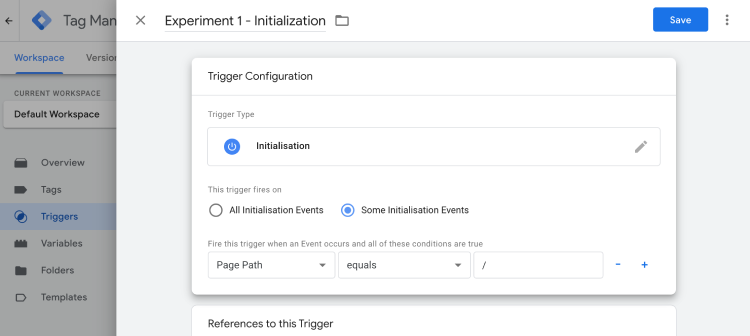 Tag Man
Experiment 1 - Initialization
Save
Workspace
Version
CURRENT WORKSPACE
Default Workspace
Overview
Tags
Triggers
Variables
Folders
Templates
Trigger Configuration
Trigger Type
Initialisation
This trigger fires on
All Initialisation Events
Some Initialisation Events
Fire this trigger when an Event occurs and all of these conditions are true
Page Path
equals
/
- +
References to this Trigger